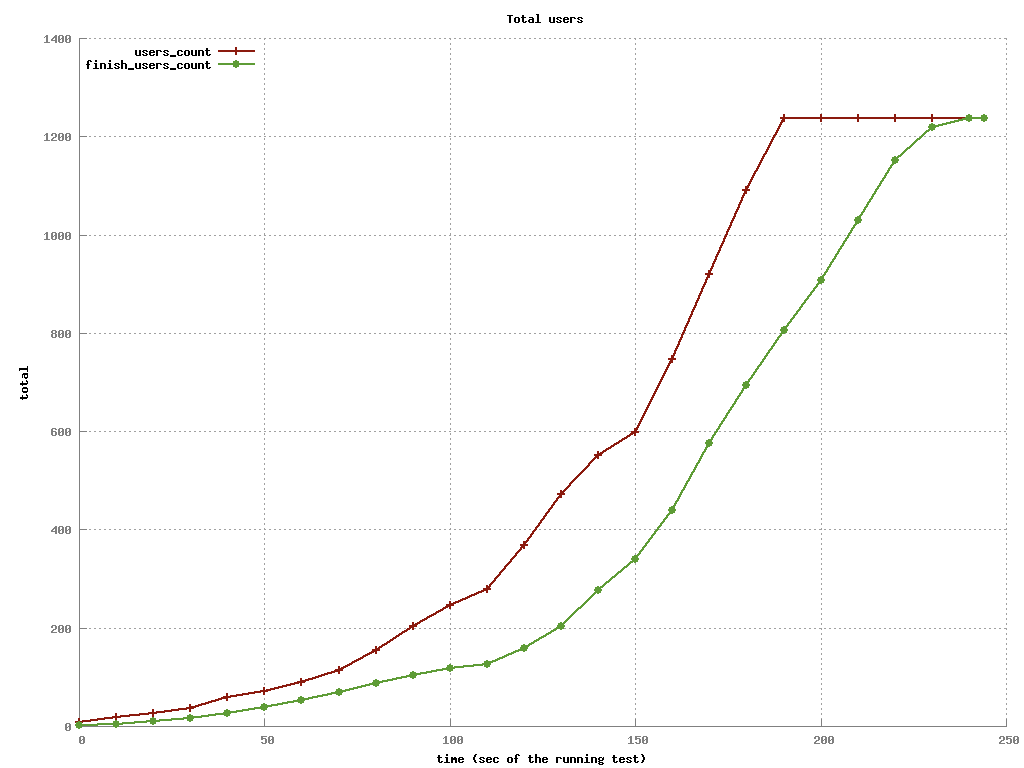 Total users
1400
users_count
finish_users_count
1200
1000
800
total
600
400
200
0
0 50 100 150 200 250
time (sec of the running test)